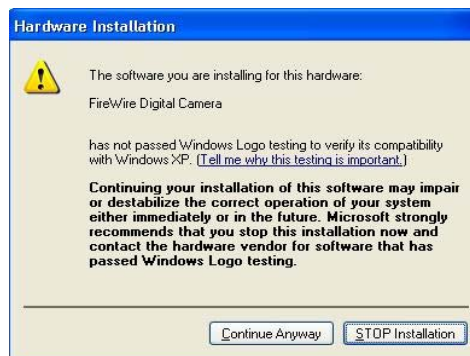 Hardware Installation
The software you are installing for this hardware:
FireWire Digital Camera
has not passed Windows Logo testing to verify its compatibility
with Windows XP. (Tell me why this testing is important.)
Continuing your installation of this software may impair
or destabilize the correct operation of your system
either immediately or in the future. Microsoft strongly
recommends that you stop this installation now and
contact the hardware vendor for software that has
passed Windows Logo testing.
Continue Anyway STOP Installation